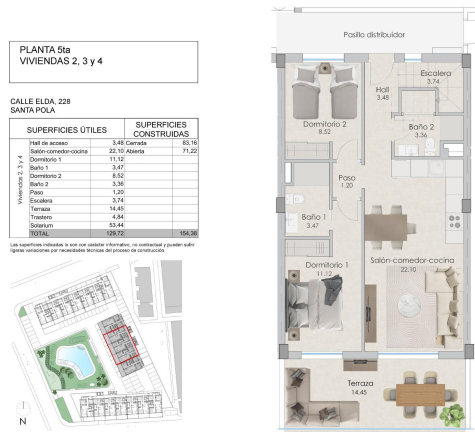 PLANTA 5ta
VIVIENDAS 2, 3 y 4
CALLE ELDA, 228
SANTA POLA
SUPERFICIES ÚTILES SUPERFICIES CONSTRUIDAS
Viviendas 2, 3 y 4
Hall de acceso 3,48 Cerrada 83,16
Salón-comedor-cocina 22,10 Abierta 71,22
Dormitorio 1 11,12
Baño 1 3,47
Dormitorio 2 8,52
Baño 2 3,36
Paso 1,20
Escalera 3,74
Terraza 14,45
Trastero 4,84
Solarium 53,44
TOTAL 129,72 154,38
Las superfices indicadas lo son con carácter informativo, no contractual y pueden sufrir
ligeras variaciones por necesidades técnicas del proceso de construcción
N
Pasillo distribuidor
Hall
3.48
Escalera
3.74
Dormitorio 2
8.52
Baño 2
3.36
Paso
1.20
Baño 1
3.47
Dormitorio 1
11.12
Salón-comedor-cocina
22.10
Terraza
14.45